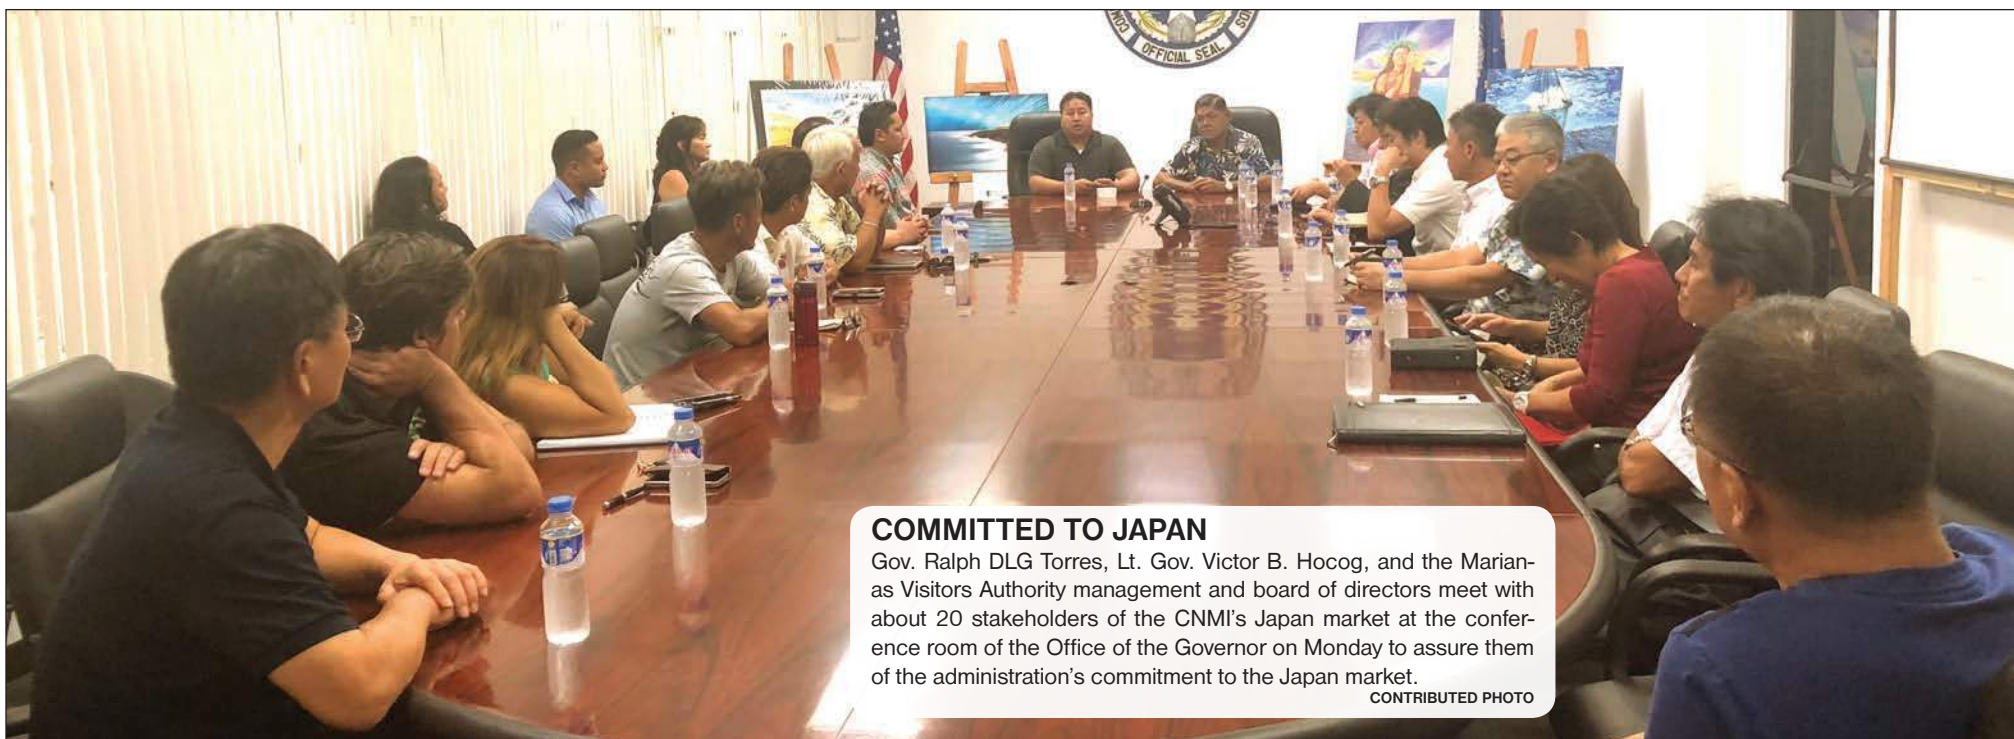 OFFICIAL SEAL
COMMITTED TO JAPAN
Gov. Ralph DLG Torres, Lt. Gov. Victor B. Hocog, and the Marian-
as Visitors Authority management and board of directors meet with
about 20 stakeholders of the CNMI's Japan market at the confer-
ence room of the Office of the Governor on Monday to assure them
of the administration's commitment to the Japan market.
CONTRIBUTED PHOTO